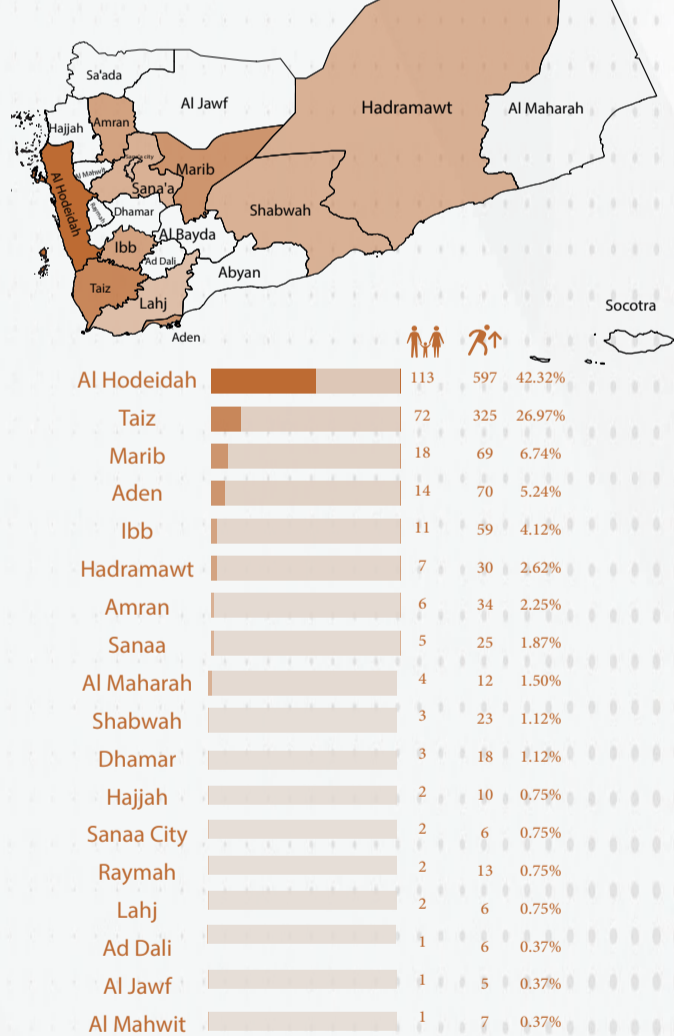 Sa'ada
Al Jawf
Hadramawt
Al Maharah
Hajjah
Amran
Marib
Al Mahwit
Sana'a
Al Hodeidah
Raymah
Dhamar
Shabwah
Al Bayda
Ibb
Ad Dali
Abyan
Taiz
Lahj
Aden
Socotra
Al Hodeidah 113 597 42.32%
Taiz 72 325 26.97%
Marib 18 69 6.74%
Aden 14 70 5.24%
Ibb 11 59 4.12%
Hadramawt 7 30 2.62%
Amran 6 34 2.25%
Sanaa 5 25 1.87%
Al Maharah 4 12 1.50%
Shabwah 3 23 1.12%
Dhamar 3 18 1.12%
Hajjah 2 10 0.75%
Sanaa City 2 6 0.75%
Raymah 2 13 0.75%
Lahj 2 6 0.75%
Ad Dali 1 6 0.37%
Al Jawf 1 5 0.37%
Al Mahwit 1 7 0.37%